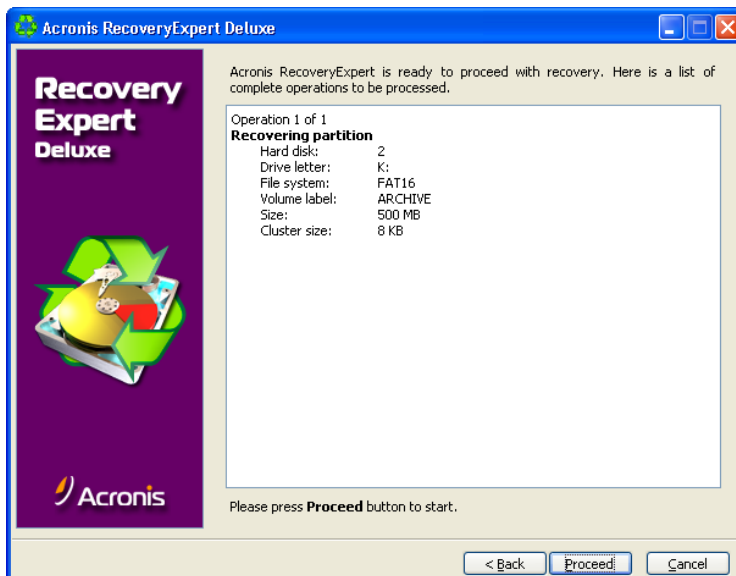 Acronis RecoveryExpert Deluxe
Recovery
Expert
Deluxe
Acronis
Acronis RecoveryExpert is ready to proceed with recovery. Here is a list of
complete operations to be processed.
Operation 1 of 1
Recovering partition
Hard disk: 2
Drive letter: K:
File system: FAT16
Volume label: ARCHIVE
Size: 500 MB
Cluster size: 8 KB
Please press Proceed button to start.
< Back Proceed Cancel